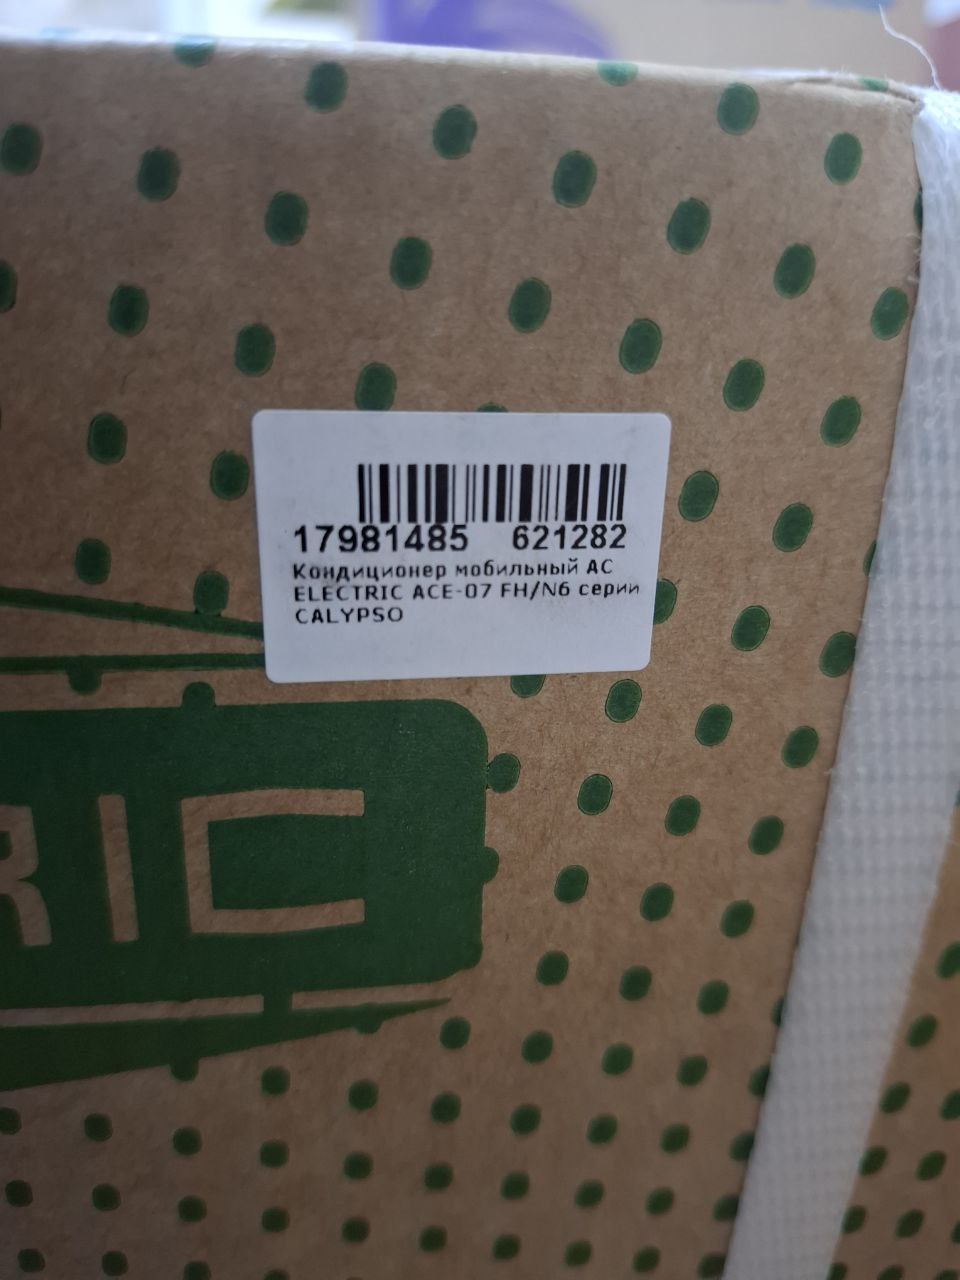 17981485 621282
Кондиционер мобильный AC
ELECTRIC ACE-07 FH/N6 серии
CALYPSO
RIC